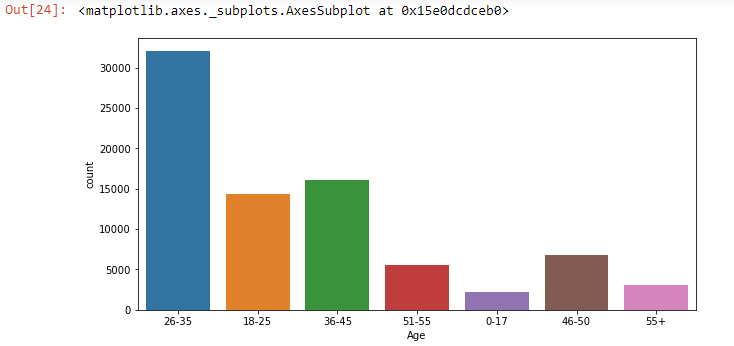 Out[24]: <matplotlib.axes._subplots.AxesSubplot at 0x15e0dcdceb0>
30000
25000
20000
15000
10000
5000
0
count
26-35 18-25 36-45 51-55 0-17 46-50 55+
Age